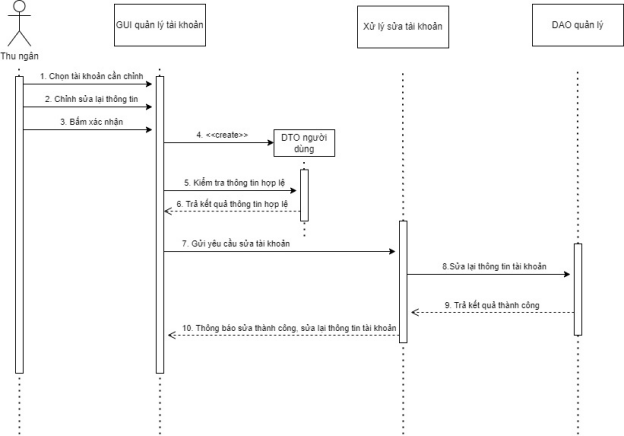 GUI quản lý tài khoản
Xử lý sửa tài khoản
DAO quản lý
Thu ngân
1. Chọn tài khoản cần chỉnh
2. Chỉnh sửa lại thông tin
3. Bấm xác nhận
4. <<create>>
DTO người
dùng
5. Kiểm tra thông tin hợp lệ
6. Trả kết quả thông tin hợp lệ
7. Gửi yêu cầu sửa tài khoản
8.Sửa lại thông tin tài khoản
9. Trả kết quả thành công
10. Thông báo sửa thành công, sửa lại thông tin tài khoản